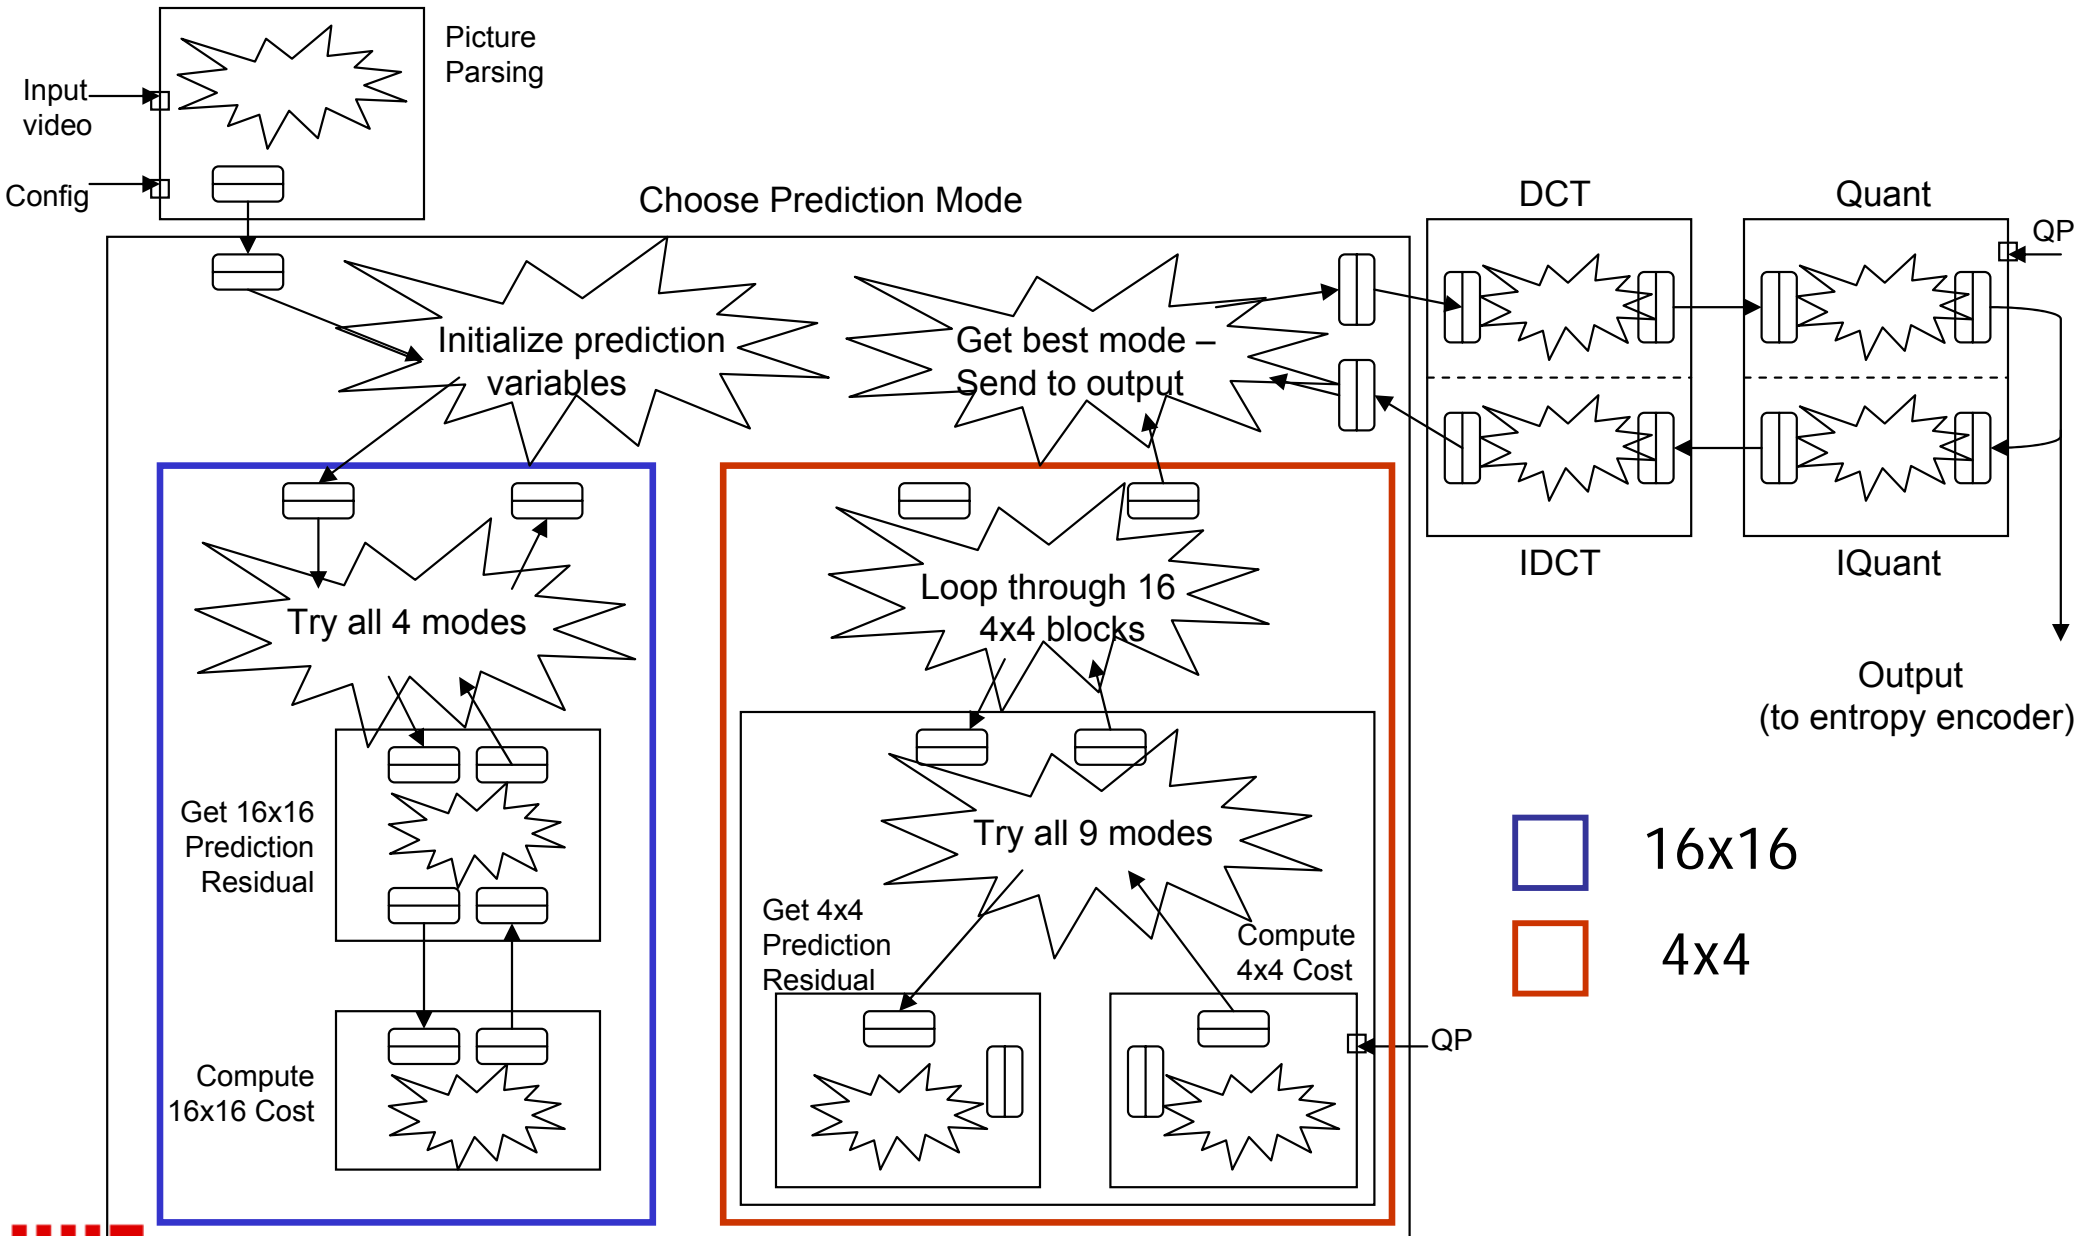 Picture
Parsing
Input
video
Config
Choose Prediction Mode
DCT
Quant
QP
Initialize prediction
variables
Get best mode –
Send to output
IDCT
IQuant
Try all 4 modes
Loop through 16
4x4 blocks
Output
(to entropy encoder)
Get 16x16
Prediction
Residual
Try all 9 modes
16x16
Get 4x4
Prediction
Residual
Compute
4x4 Cost
4x4
QP
Compute
16x16 Cost